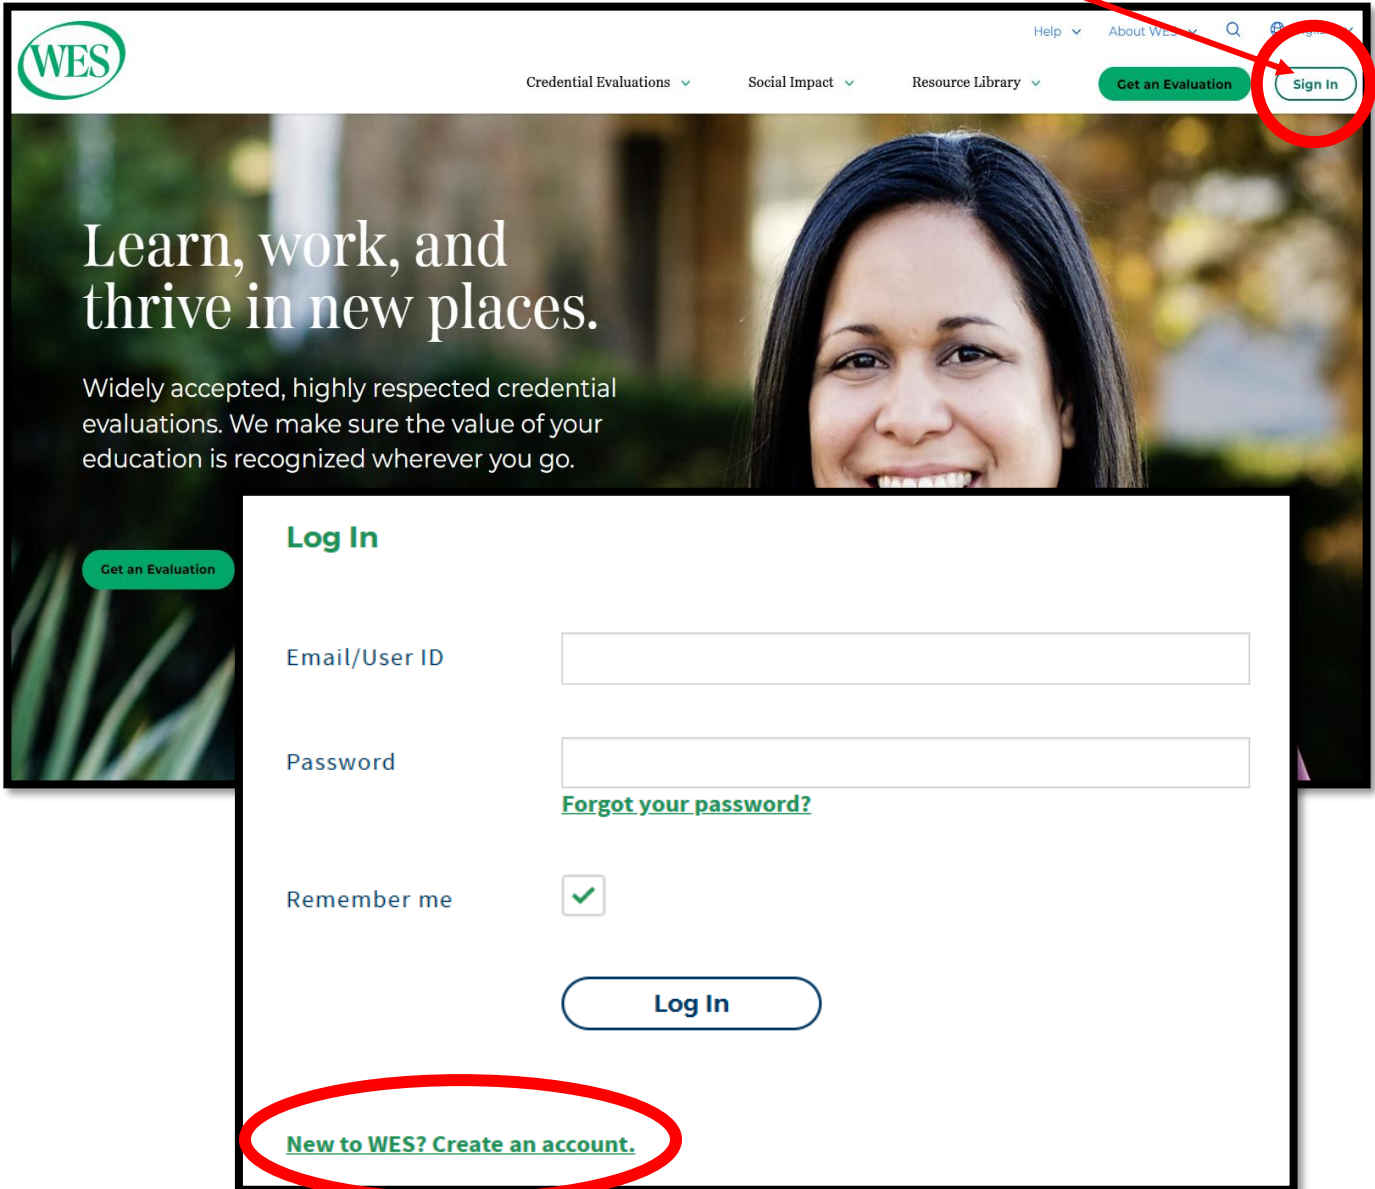 WES
Help About WES
Credential Evaluations Social Impact Resource Library Get an Evaluation Sign In
Learn, work, and
thrive in new places.
Widely accepted, highly respected credential
evaluations. We make sure the value of your
education is recognized wherever you go.
Get an Evaluation
Log In
Email/User ID
Password
Forgot your password?
Remember me
Log In
New to WES? Create an account.